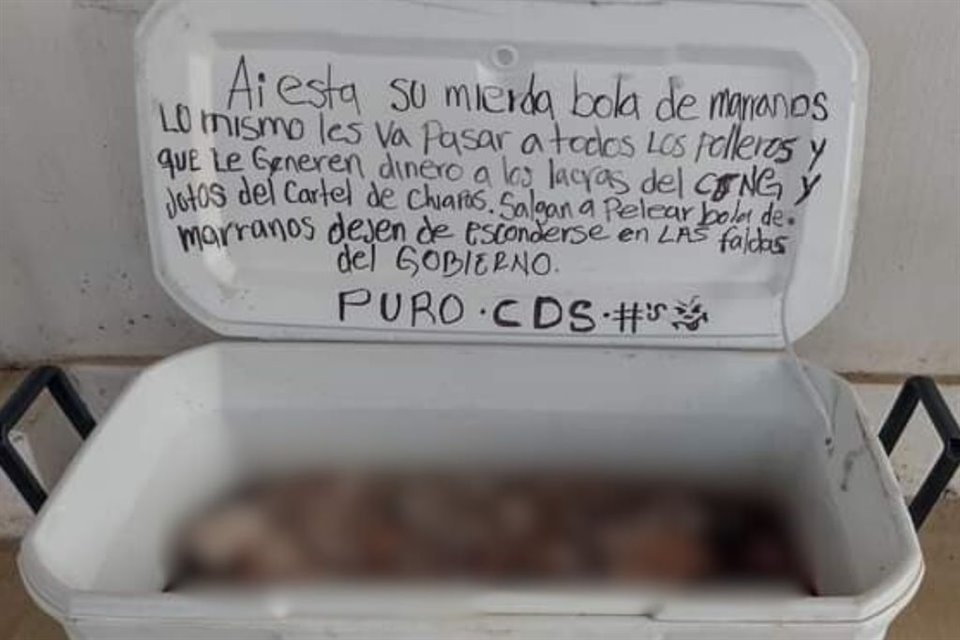 Ai esta su mierda bola de marranos
Lo mismo les va pasar a todos Los polleros y
que Le Generen dinero a los lacras del CJNG y
Jotos del Cartel de Chiapas. Salgan a Pelear bola de.
marranos dejen de esconderse en LAS faldas
del GOBIERNO.
PURO · CDS · #'s